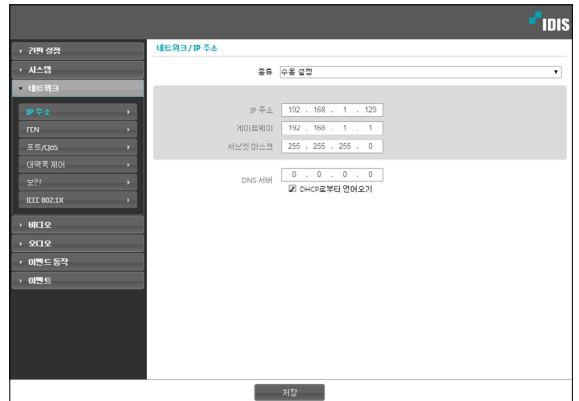 IDIS
간편 설정
시스템
네트워크
IP 주소
FEN
포트/QoS
대역폭 제어
보안
IEEE 802.1X
비디오
오디오
이벤트 동작
이벤트
네트워크/IP 주소
종류 수동 설정
IP 주소 192 . 168 . 1 . 129
게이트웨이 192 . 168 . 1 . 1
서브넷 마스크 255 . 255 . 255 . 0
DNS 서버 0 . 0 . 0 . 0
DHCP로부터 얻어오기
저장